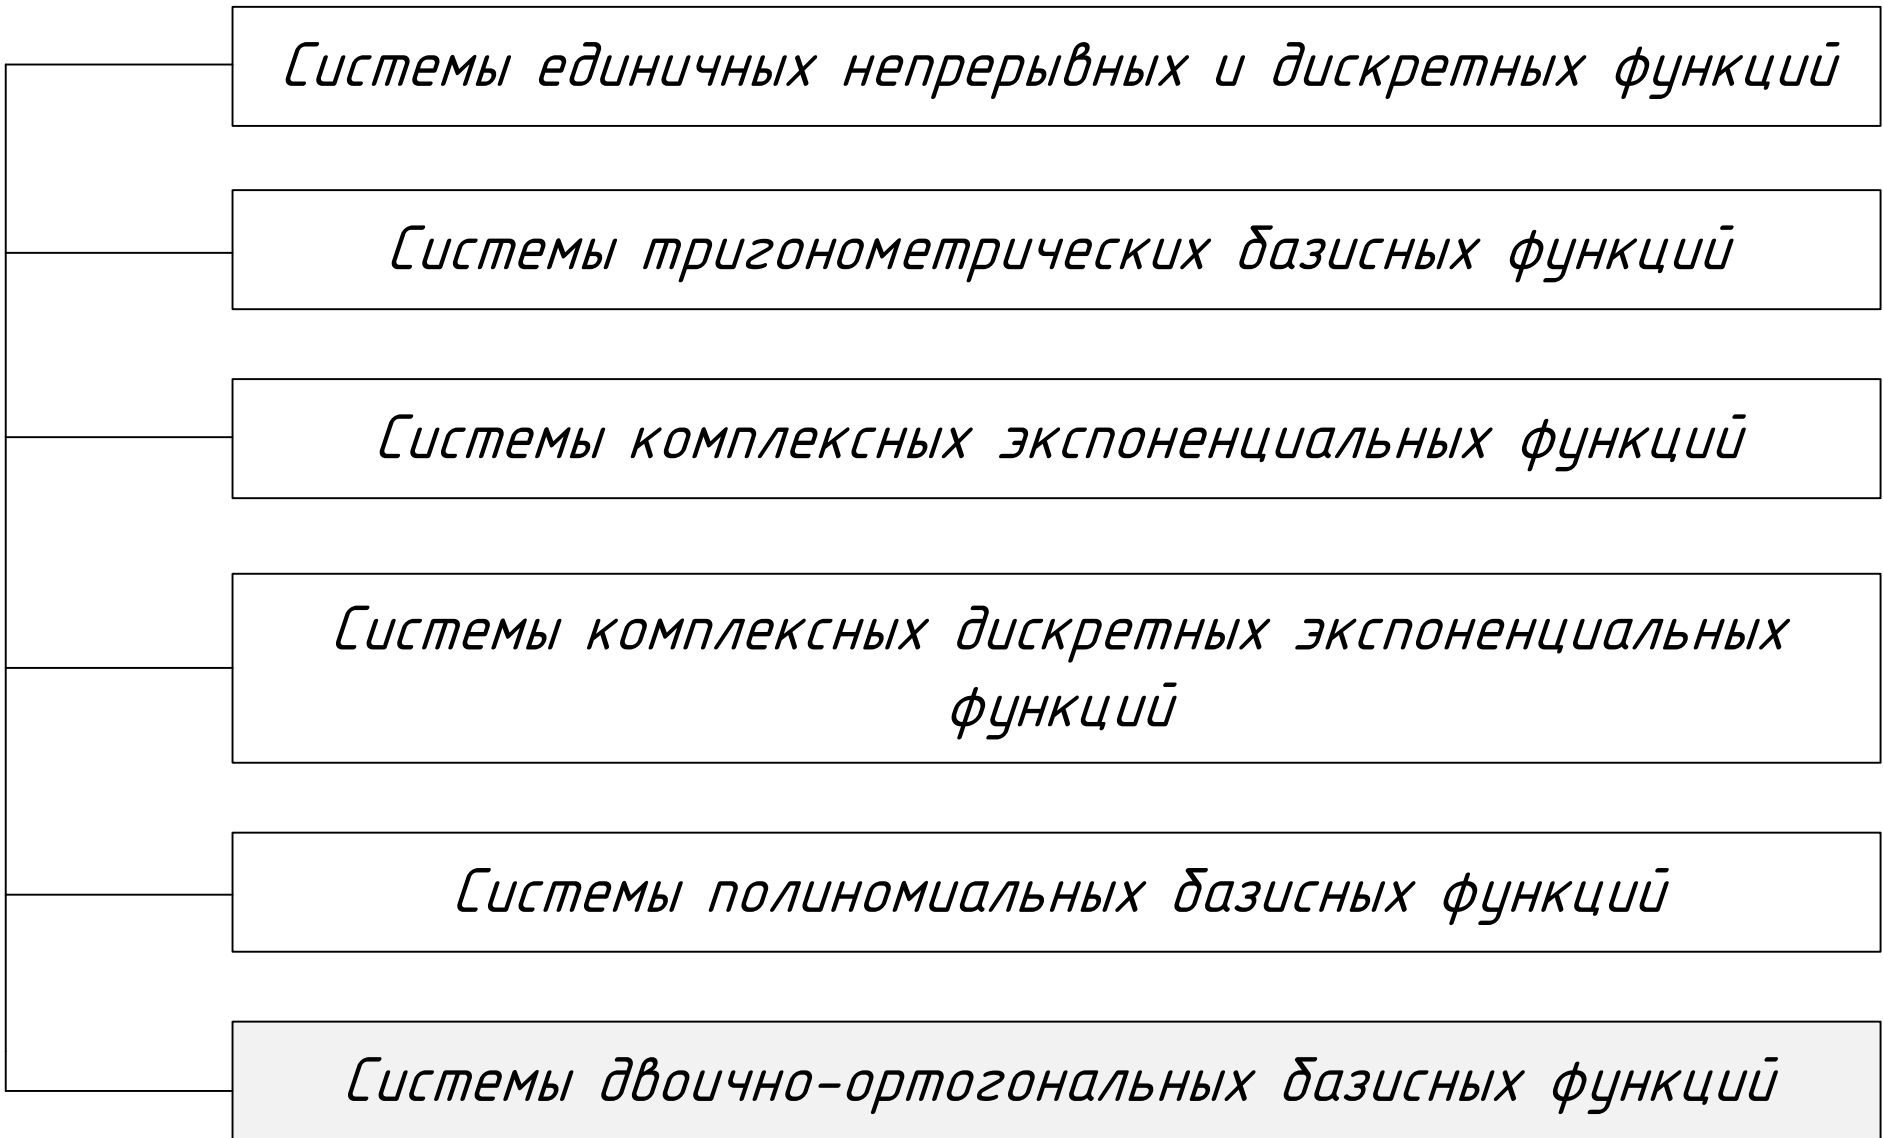 Системы единичных непрерывных и дискретных функций
Системы тригонометрических базисных функций
Системы комплексных экспоненциальных функций
Системы комплексных дискретных экспоненциальных
функций
Системы полиномиальных базисных функций
Системы двоично-ортогональных базисных функций